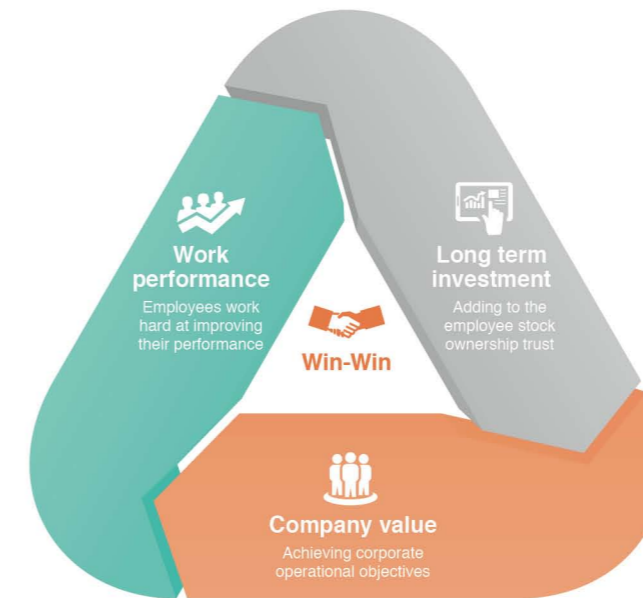 Work
performance
Employees work
hard at improving
their performance
Long term
investment
Adding to the
employee stock
ownership trust
Win-Win
Company value
Achieving corporate
operational objectives